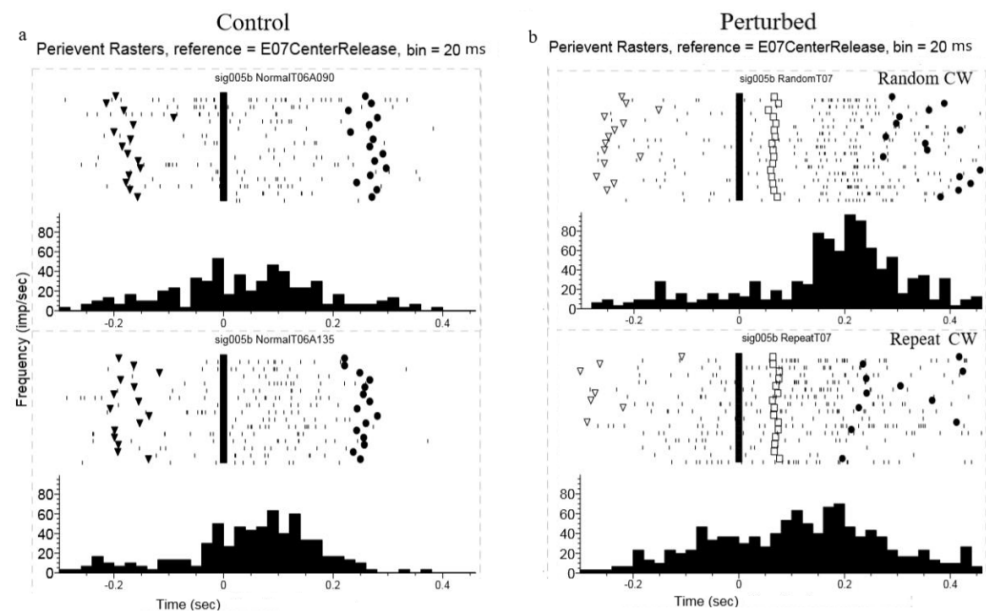 Control
a
Perievent Rasters, reference = E07CenterRelease, bin = 20 ms
sig005b NormalT06A090
80
60
40
20
0
-0.2 0 0.2 0.4
sig005b NormalT06A135
80
60
40
20
0
-0.2 0 0.2 0.4
Time (sec)
Frequency (imp/sec)
Perturbed
b
Perievent Rasters, reference = E07CenterRelease, bin = 20 ms
sig005b RandomT07 Random CW
80
60
40
20
0
-0.2 0 0.2 0.4
sig005b RepeatT07 Repeat CW
80
60
40
20
0
-0.2 0 0.2 0.4
Time (sec)